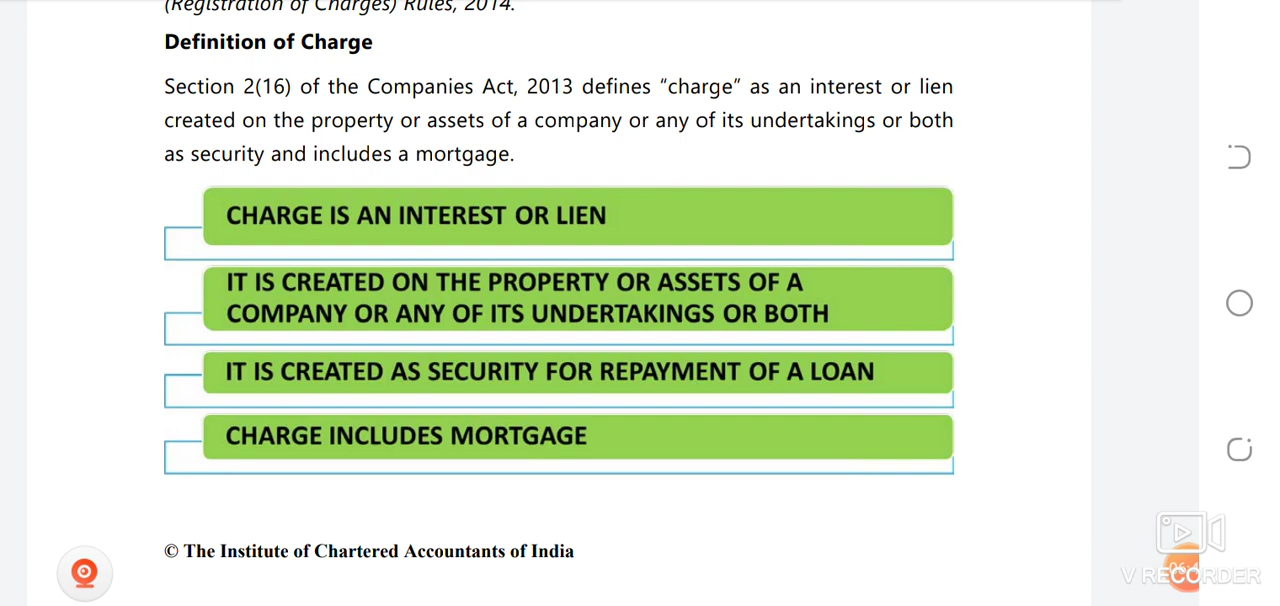 (Registration of Charges) Rules, 2014.
Definition of Charge
Section 2(16) of the Companies Act, 2013 defines “charge” as an interest or lien
created on the property or assets of a company or any of its undertakings or both
as security and includes a mortgage.
CHARGE IS AN INTEREST OR LIEN
IT IS CREATED ON THE PROPERTY OR ASSETS OF A
COMPANY OR ANY OF ITS UNDERTAKINGS OR BOTH
IT IS CREATED AS SECURITY FOR REPAYMENT OF A LOAN
CHARGE INCLUDES MORTGAGE
© The Institute of Chartered Accountants of India
V RECORDER